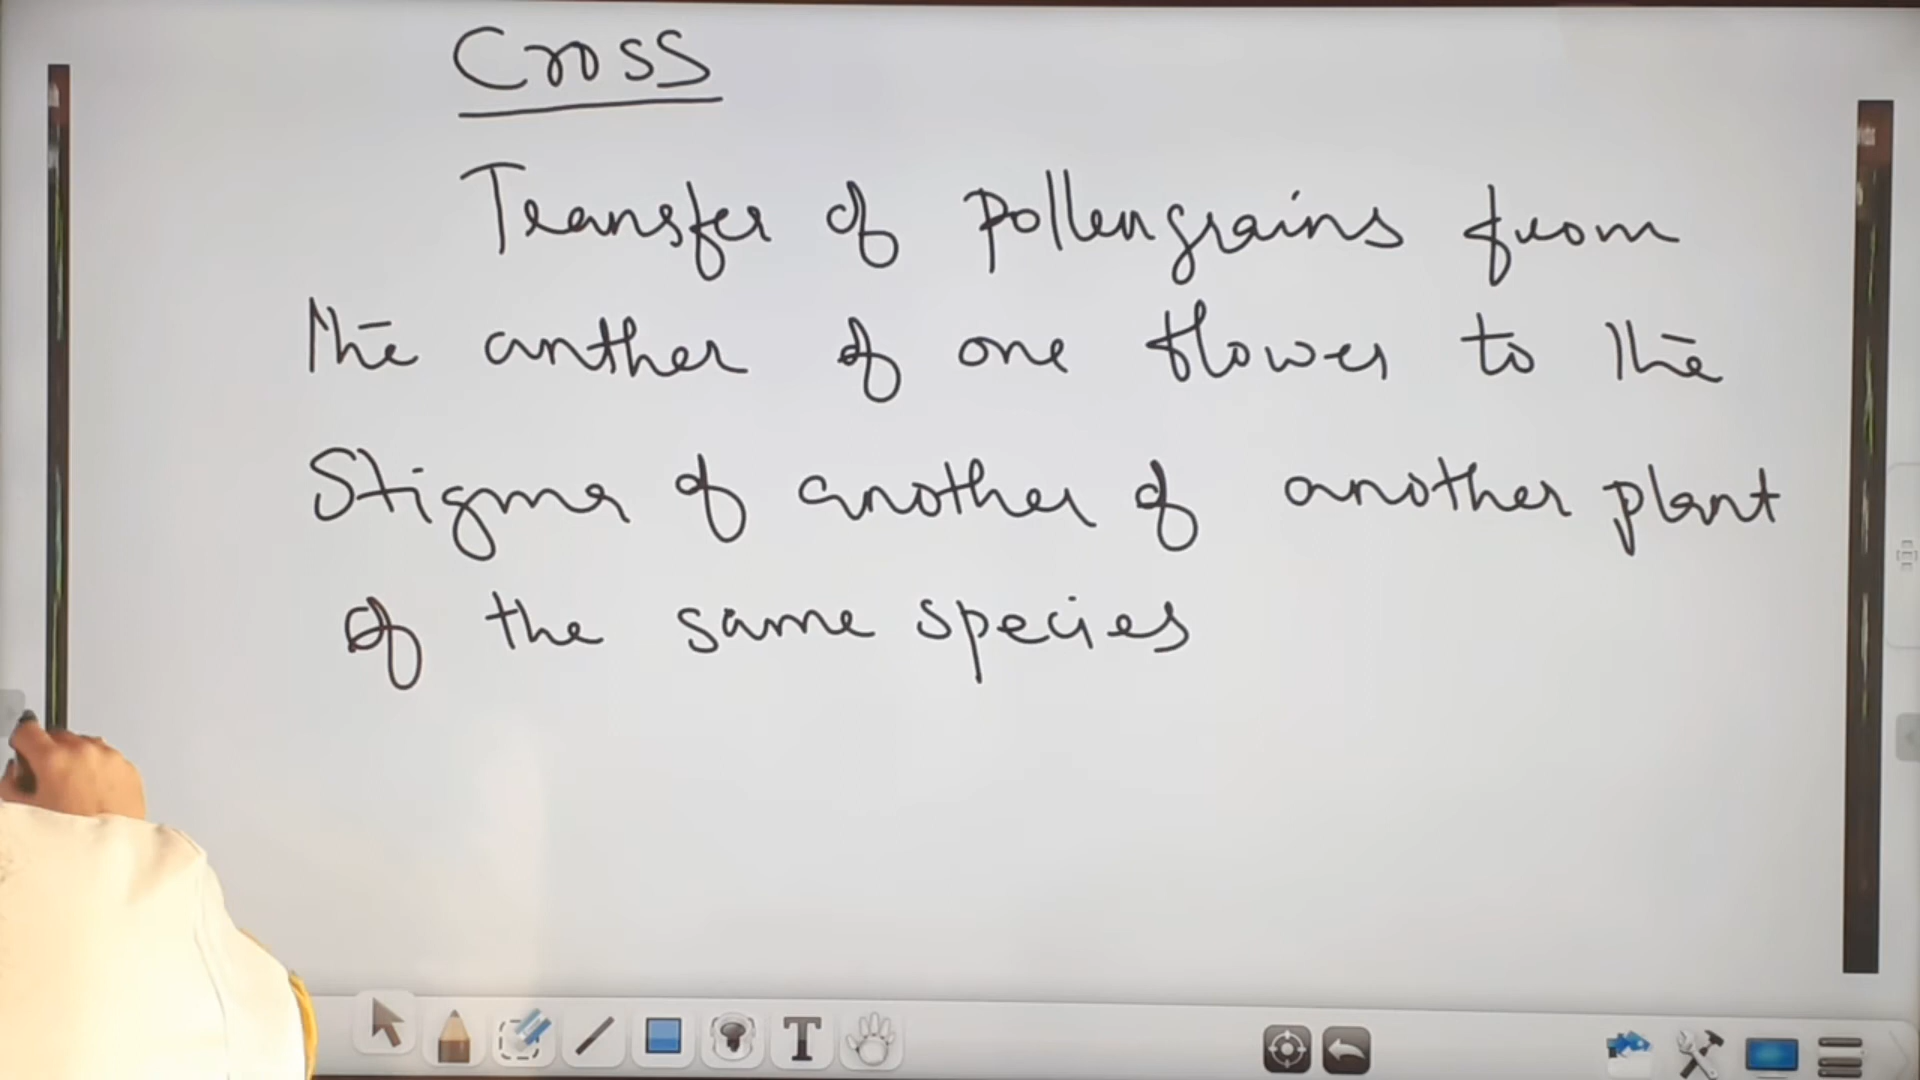 Cross
Transfer of pollengrains from
the anther of one flower to the
Stigma of another of another plant
of the same species
T